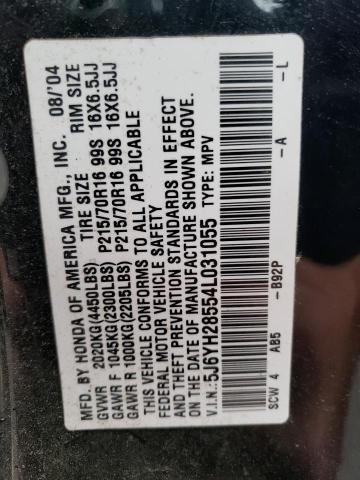 MFD. BY HONDA OF AMERICA MFG., INC. 08/'04
TIRE SIZE RIM SIZE
GVWR 2020KG(4450LBS)
GAWR F 1045KG(2300LBS) P215/70R16 99S 16X6.5JJ
GAWR R 1000KG(2205LBS) P215/70R16 99S 16X6.5JJ
THIS VEHICLE CONFORMS TO ALL APPLICABLE
FEDERAL MOTOR VEHICLE SAFETY
AND THEFT PREVENTION STANDARDS IN EFFECT
ON THE DATE OF MANUFACTURE SHOWN ABOVE.
V.I.N.:5J6YH28554L031055 TYPE: MPV
SCW 4 AB5 -B92P -A -L